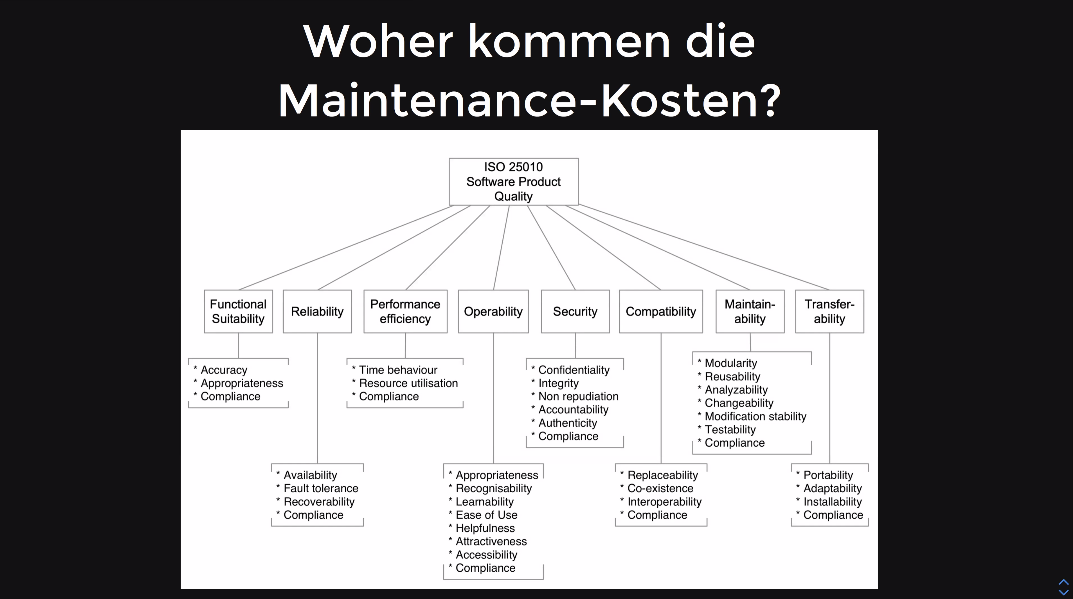 Woher kommen die
Maintenance-Kosten?
ISO 25010
Software Product
Quality
Functional
Suitability
Reliability
Performance
efficiency
Operability
Security
Compatibility
Maintain-
ability
Transfer-
ability
* Accuracy
* Appropriateness
* Compliance
* Time behaviour
* Resource utilisation
* Compliance
* Confidentiality
* Integrity
* Non repudiation
* Accountability
* Authenticity
* Compliance
* Modularity
* Reusability
* Analyzability
* Changeability
* Modification stability
* Testability
* Compliance
* Availability
* Fault tolerance
* Recoverability
* Compliance
* Appropriateness
* Recognisability
* Learnability
* Ease of Use
* Helpfulness
* Attractiveness
* Accessibility
* Compliance
* Replaceability
* Co-existence
* Interoperability
* Compliance
* Portability
* Adaptability
* Installability
* Compliance